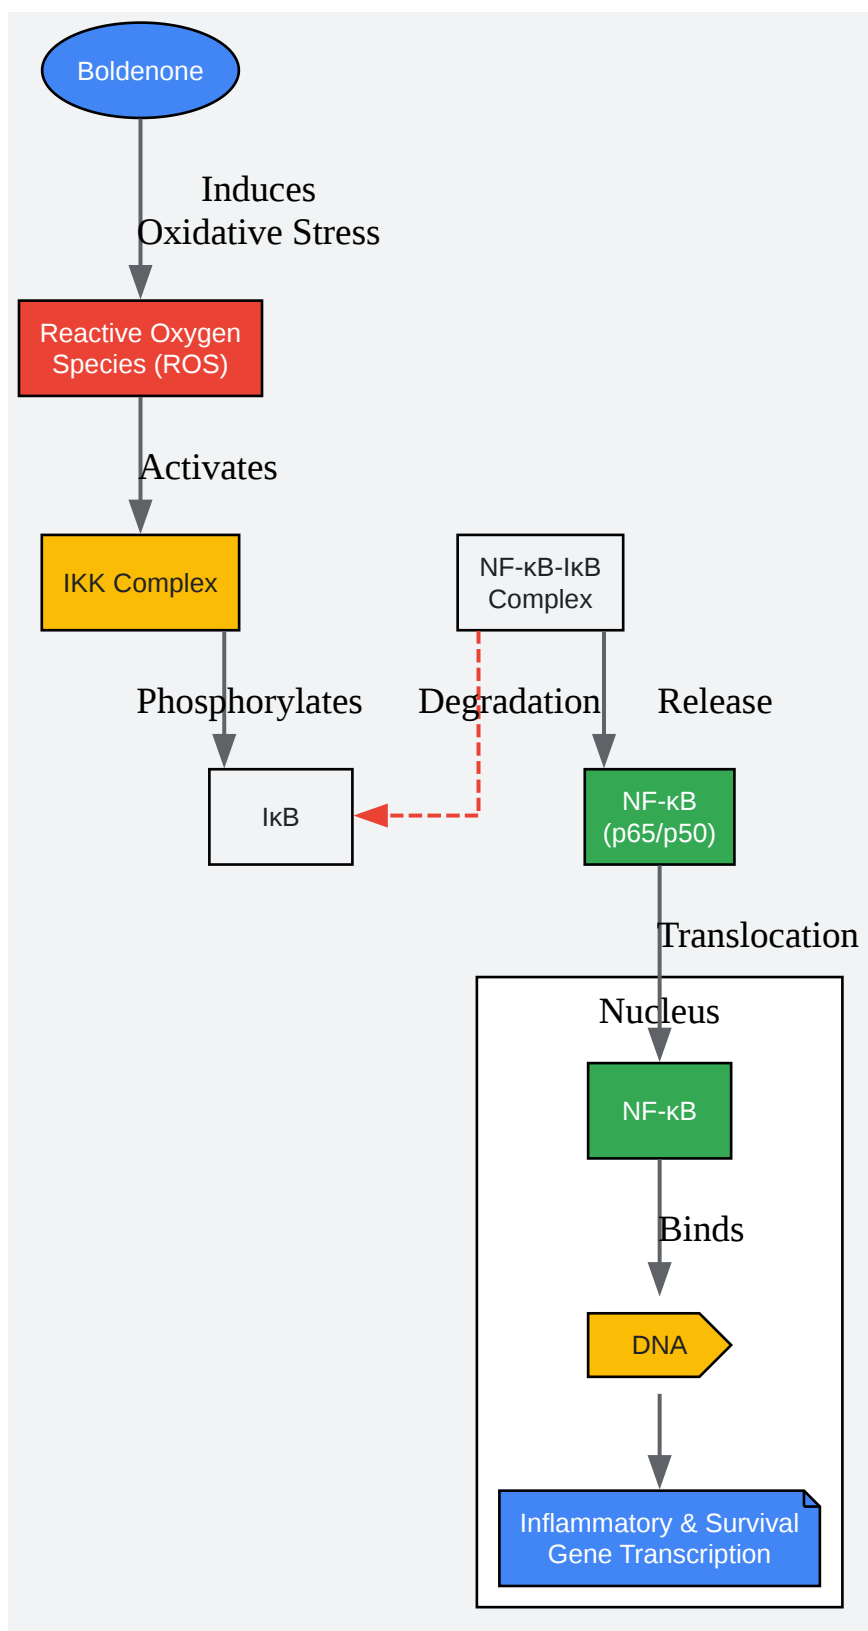 Boldenone
Induces
Oxidative Stress
Reactive Oxygen
Species (ROS)
Activates
IKK Complex
NF-κB-IκB
Complex
Phosphorylates
Degradation
Release
IκB
NF-κB
(p65/p50)
Translocation
Nucleus
NF-κB
Binds
DNA
Inflammatory & Survival
Gene Transcription